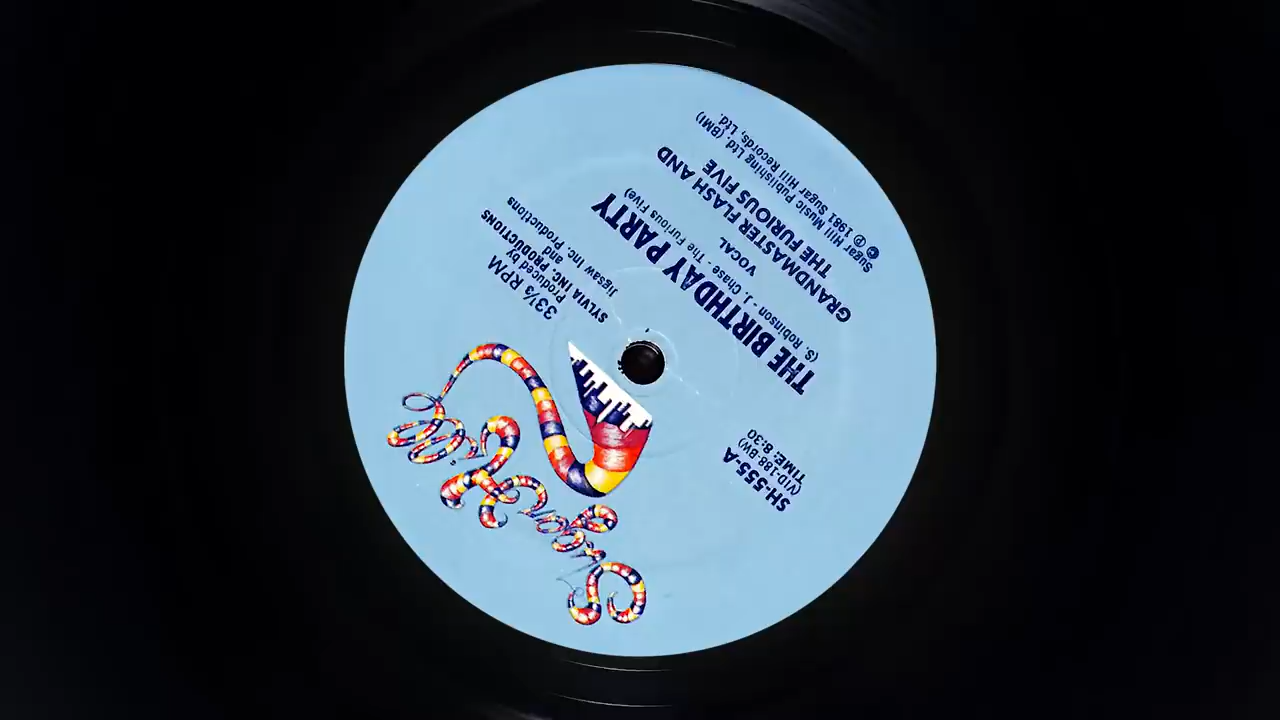 Sugar Hill
SH-555-A
(VID-188-BW)
TIME: 8:30
33⅓ RPM
Produced by
SYLVIA INC. PRODUCTIONS
and
Jigsaw Inc. Productions
THE BIRTHDAY PARTY
(S. Robinson - J. Chase - The Furious Five)
VOCAL
GRANDMASTER FLASH AND
THE FURIOUS FIVE
Sugar Hill Music Publishing Ltd. (BMI)
© ℗ 1981 Sugar Hill Records, Ltd.